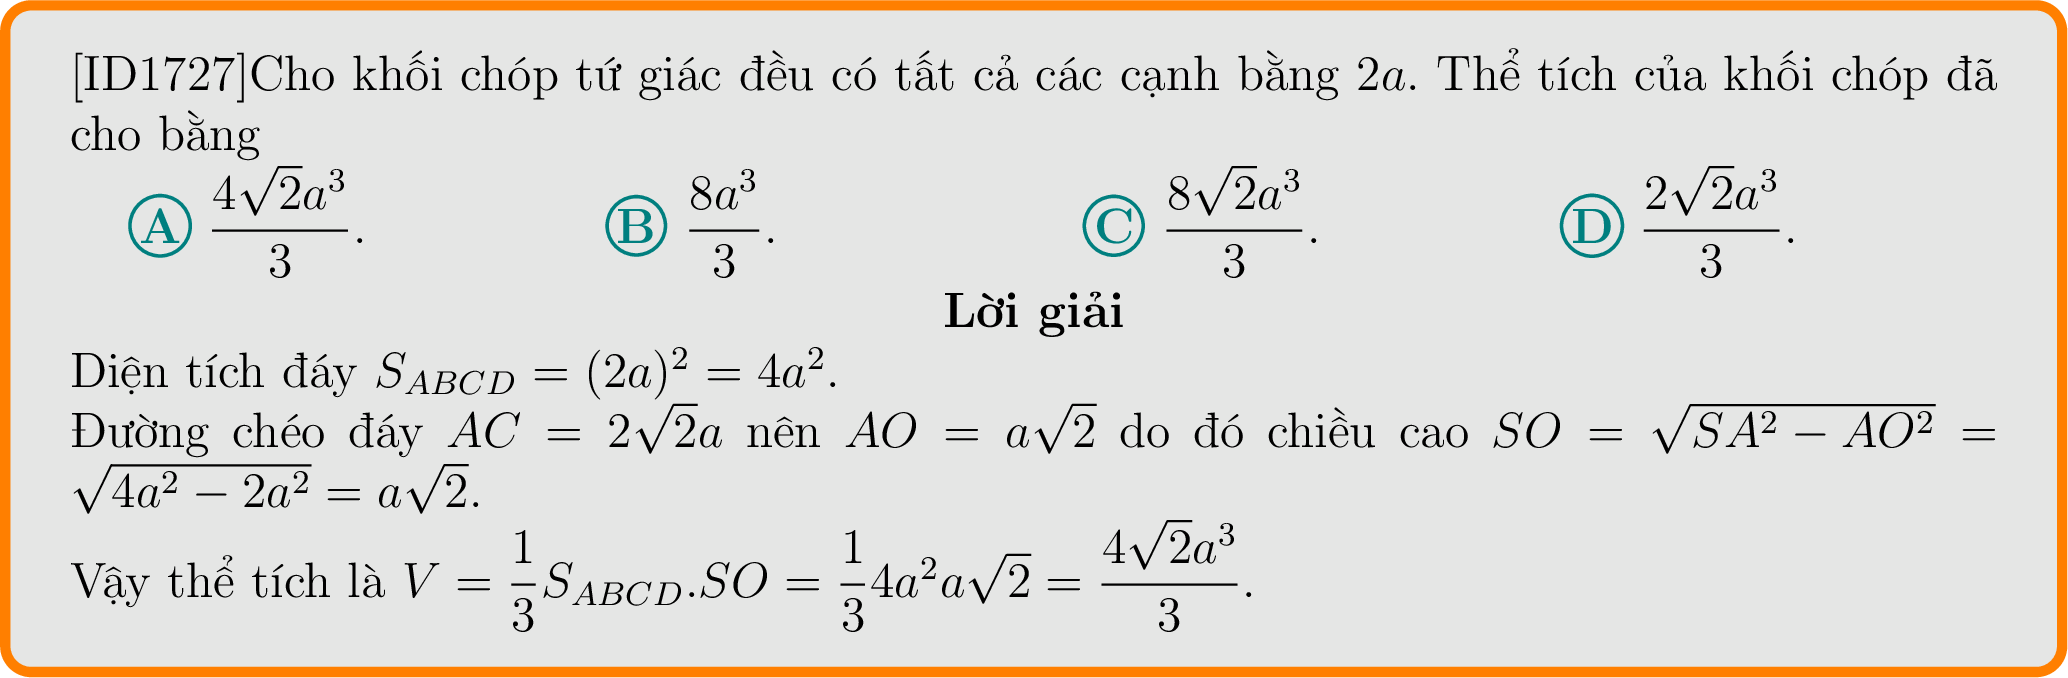 [ID1727]Cho khối chóp tứ giác đều có tất cả các cạnh bằng 2a. Thể tích của khối chóp đã
cho bằng
Ⓐ $\frac{4\sqrt{2}a^3}{3}$. Ⓑ $\frac{8a^3}{3}$. Ⓒ $\frac{8\sqrt{2}a^3}{3}$. Ⓓ $\frac{2\sqrt{2}a^3}{3}$.
Lời giải
Diện tích đáy $S_{ABCD} = (2a)^2 = 4a^2$.
Đường chéo đáy $AC = 2\sqrt{2}a$ nên $AO = a\sqrt{2}$ do đó chiều cao $SO = \sqrt{SA^2 - AO^2} =$
$\sqrt{4a^2 - 2a^2} = a\sqrt{2}$.
Vậy thể tích là $V = \frac{1}{3}S_{ABCD}.SO = \frac{1}{3}4a^2a\sqrt{2} = \frac{4\sqrt{2}a^3}{3}$.